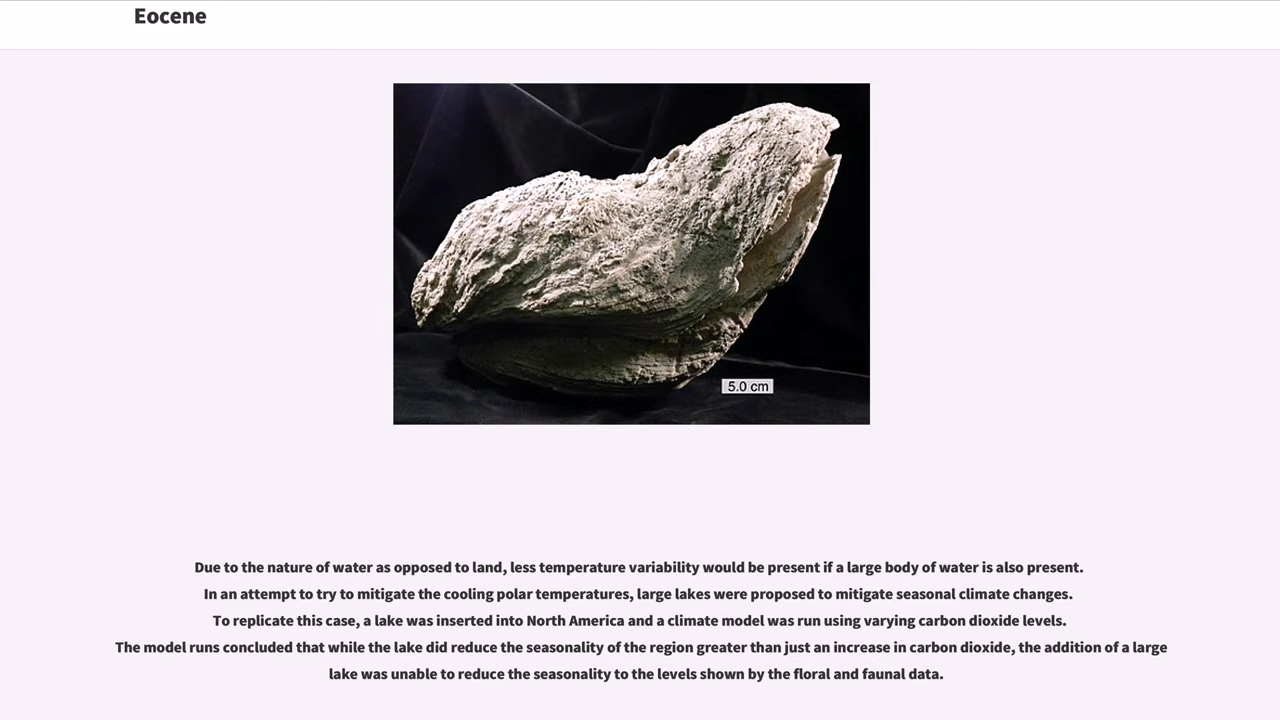 Eocene
5.0 cm
Due to the nature of water as opposed to land, less temperature variability would be present if a large body of water is also present.
In an attempt to try to mitigate the cooling polar temperatures, large lakes were proposed to mitigate seasonal climate changes.
To replicate this case, a lake was inserted into North America and a climate model was run using varying carbon dioxide levels.
The model runs concluded that while the lake did reduce the seasonality of the region greater than just an increase in carbon dioxide, the addition of a large
lake was unable to reduce the seasonality to the levels shown by the floral and faunal data.